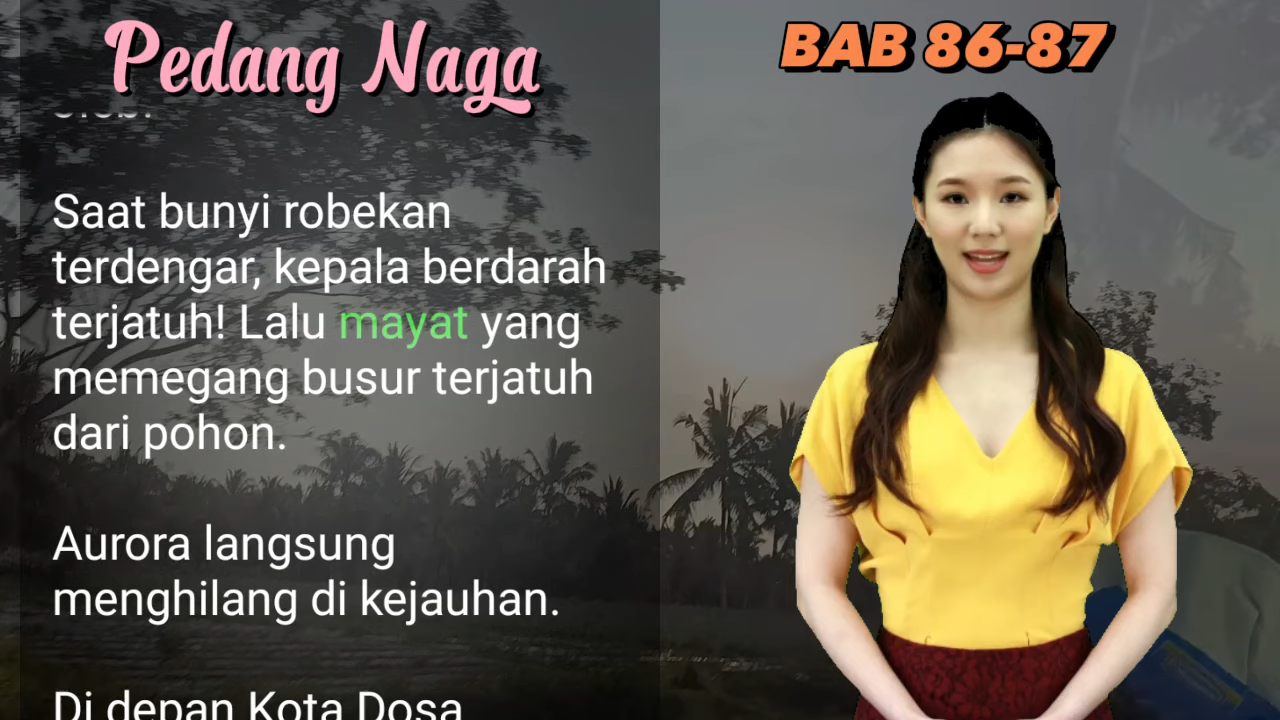 Pedang Naga
BAB 86-87
Saat bunyi robekan
terdengar, kepala berdarah
terjatuh! Lalu mayat yang
memegang busur terjatuh
dari pohon.
Aurora langsung
menghilang di kejauhan.
Di depan Kota Dosa